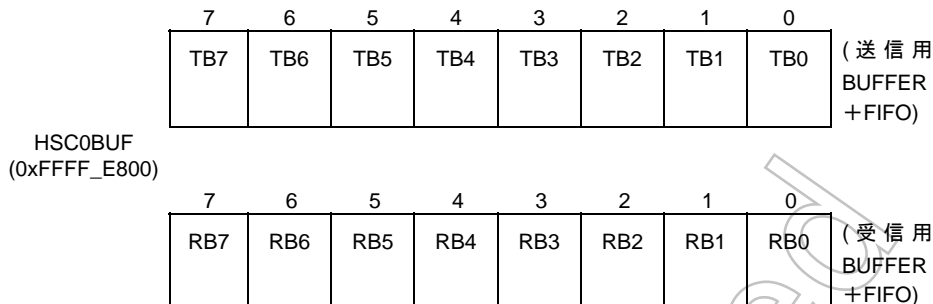 7 6 5 4 3 2 1 0
TB7 TB6 TB5 TB4 TB3 TB2 TB1 TB0
(送信用
BUFFER
+FIFO)
HSC0BUF
(0xFFFF_E800)
7 6 5 4 3 2 1 0
RB7 RB6 RB5 RB4 RB3 RB2 RB1 RB0
(受信用
BUFFER
+FIFO)